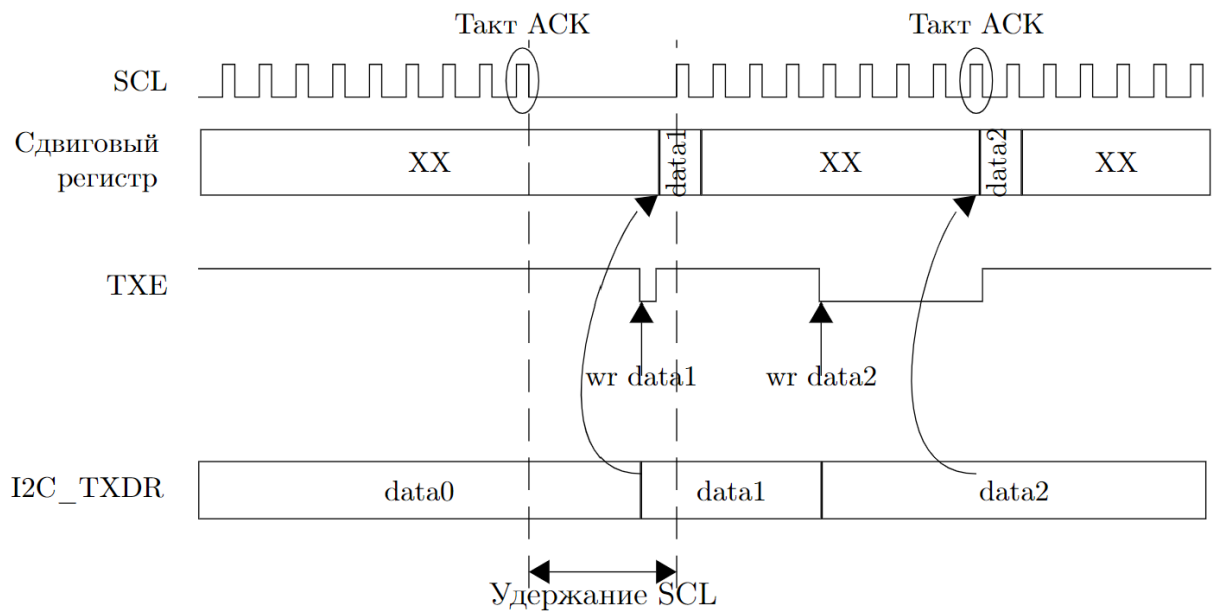 Такт ACK
Такт ACK
SCL
Сдвиговый
регистр
XX
data1
XX
data2
XX
TXE
wr data1
wr data2
I2C_TXDR
data0
data1
data2
Удержание SCL